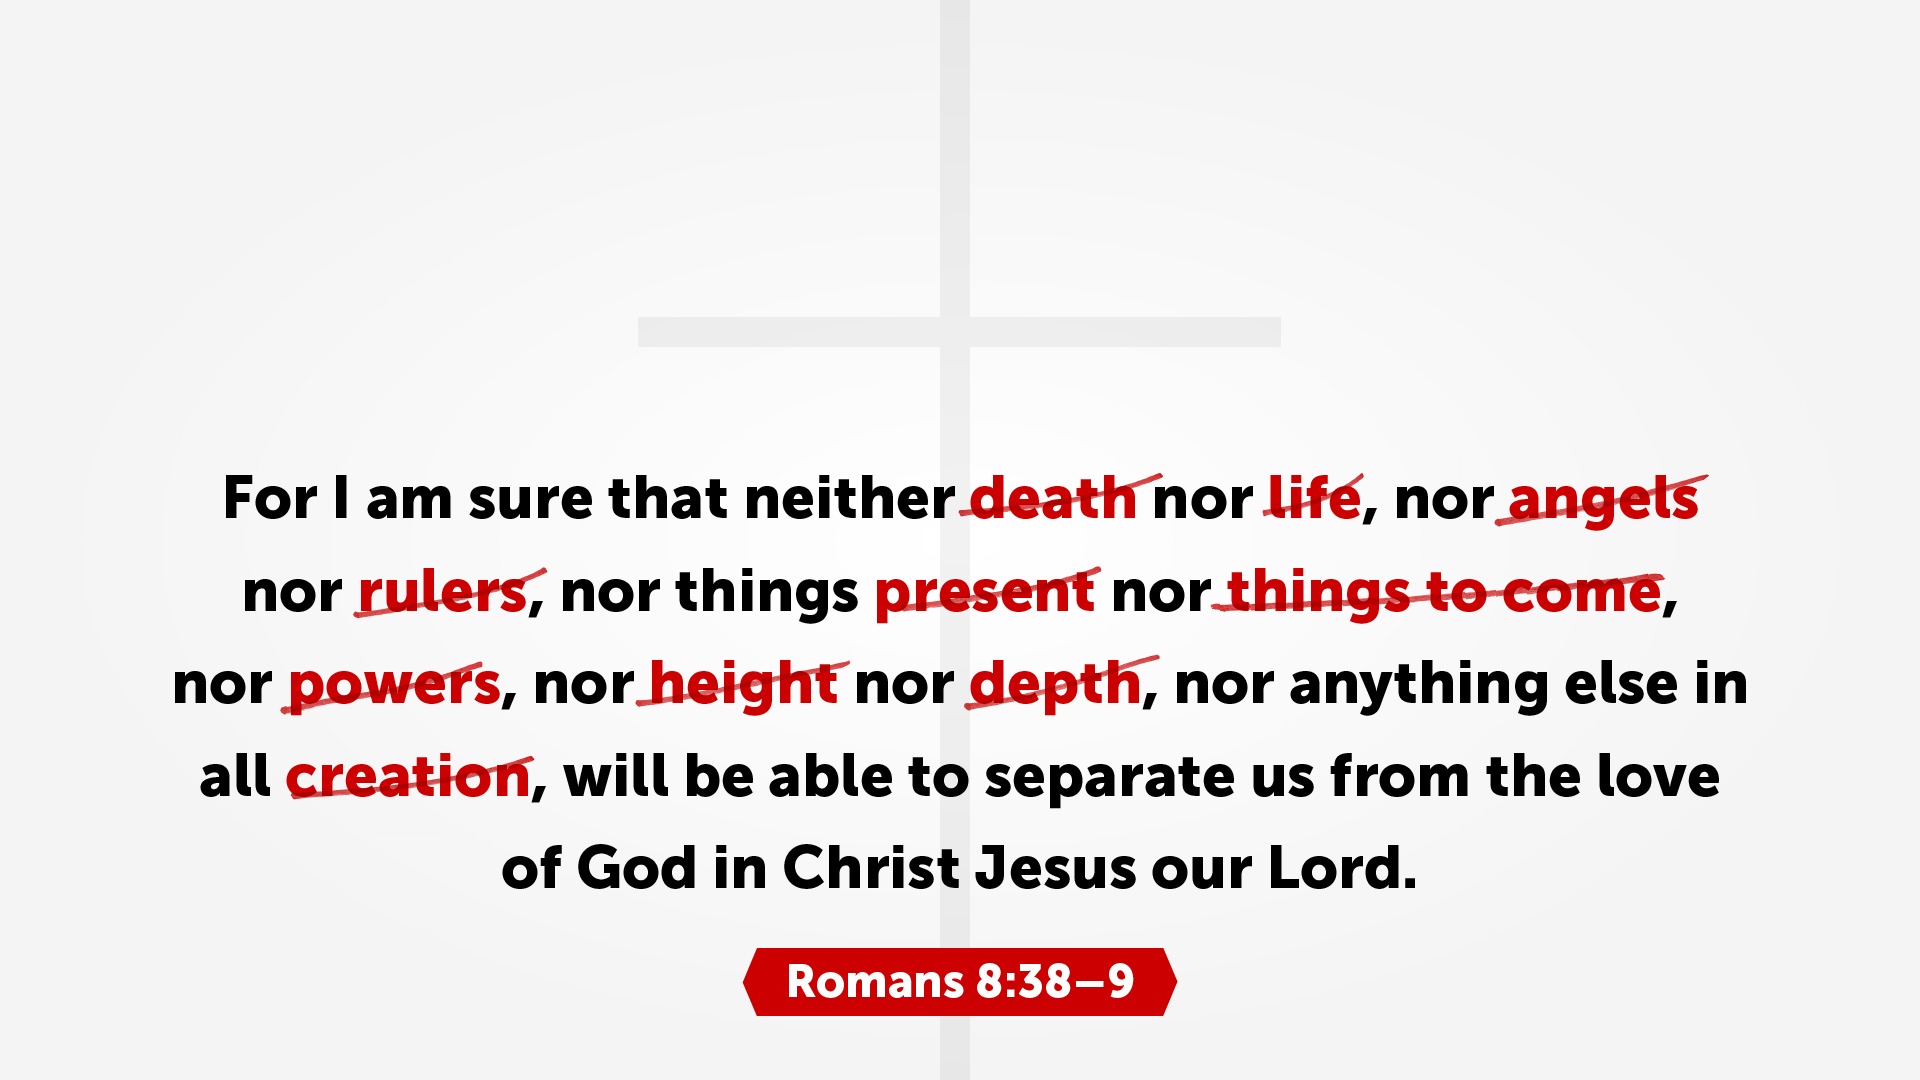 For I am sure that neither death nor life, nor angels
nor rulers, nor things present nor things to come,
nor powers, nor height nor depth, nor anything else in
all creation, will be able to separate us from the love
of God in Christ Jesus our Lord.
Romans 8:38–9